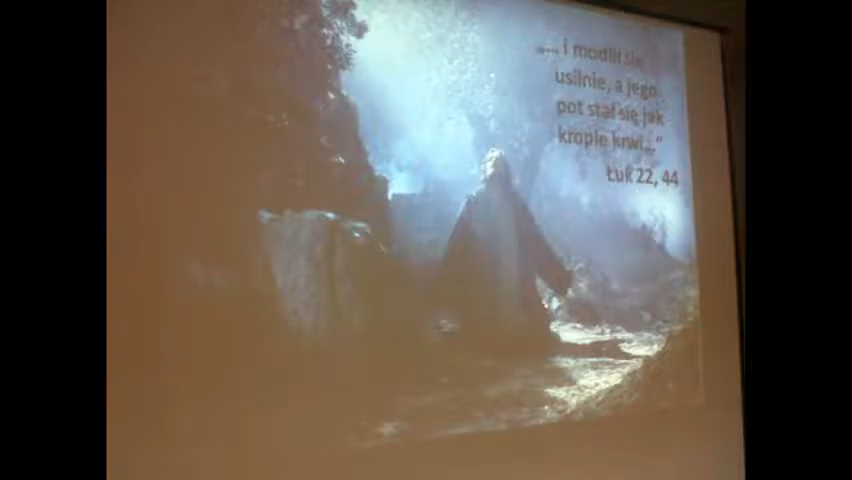 „... i modlił się
usilnie, a jego
pot stał się jak
krople krwi..."
Łuk 22, 44